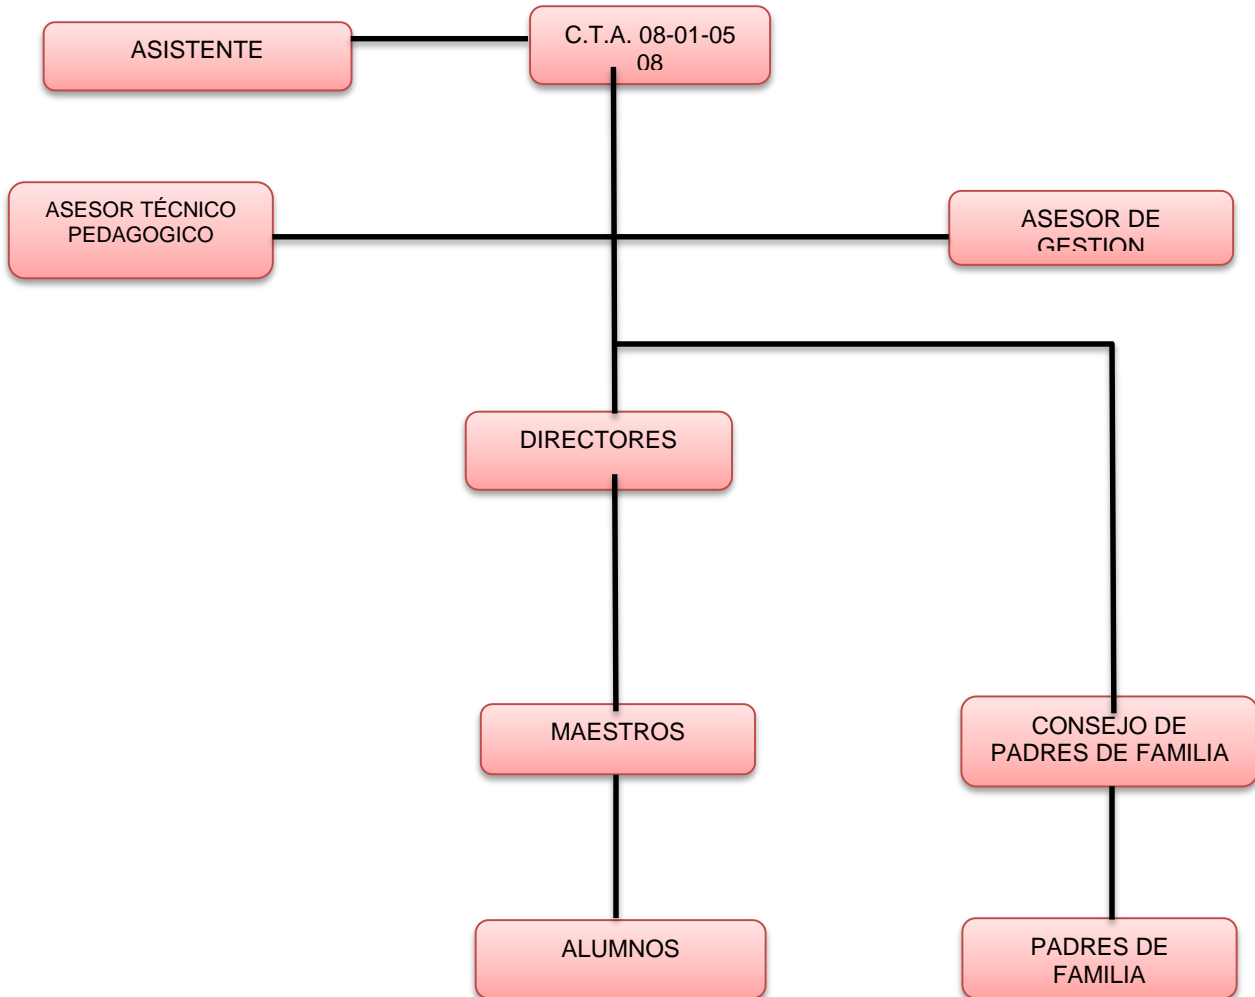 ASISTENTE
C.T.A. 08-01-05
08
ASESOR TÉCNICO
PEDAGOGICO
ASESOR DE
GESTION
DIRECTORES
MAESTROS
CONSEJO DE
PADRES DE FAMILIA
ALUMNOS
PADRES DE
FAMILIA